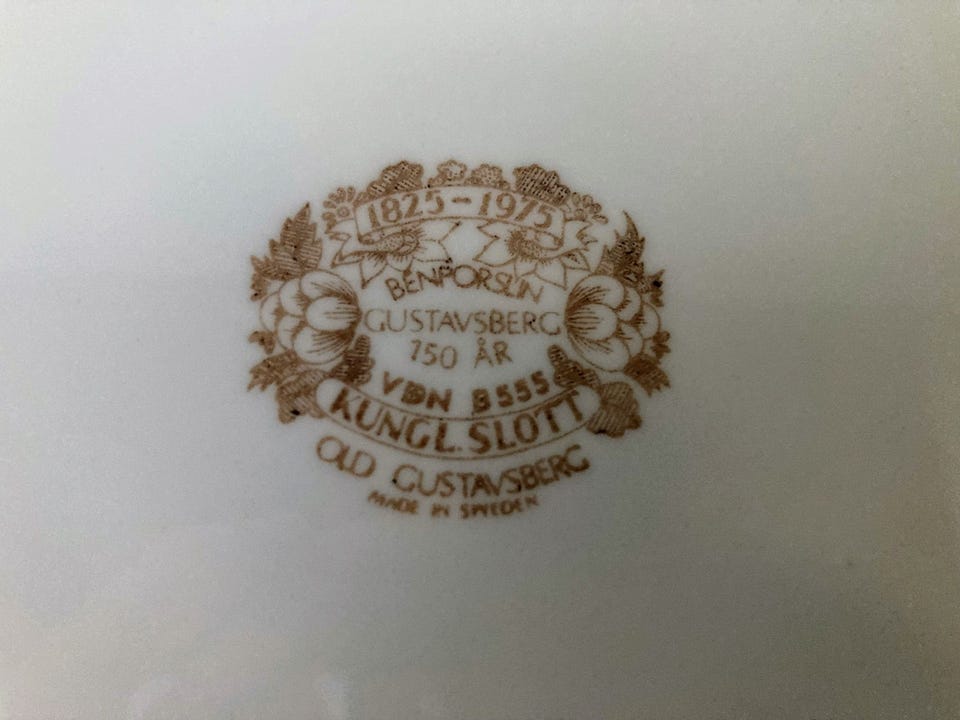 1825-1975
BENPORSLIN
GUSTAVSBERG
150 ÅR
VDN B555
KUNGL. SLOTT
OLD GUSTAVSBERG
MADE IN SWEDEN